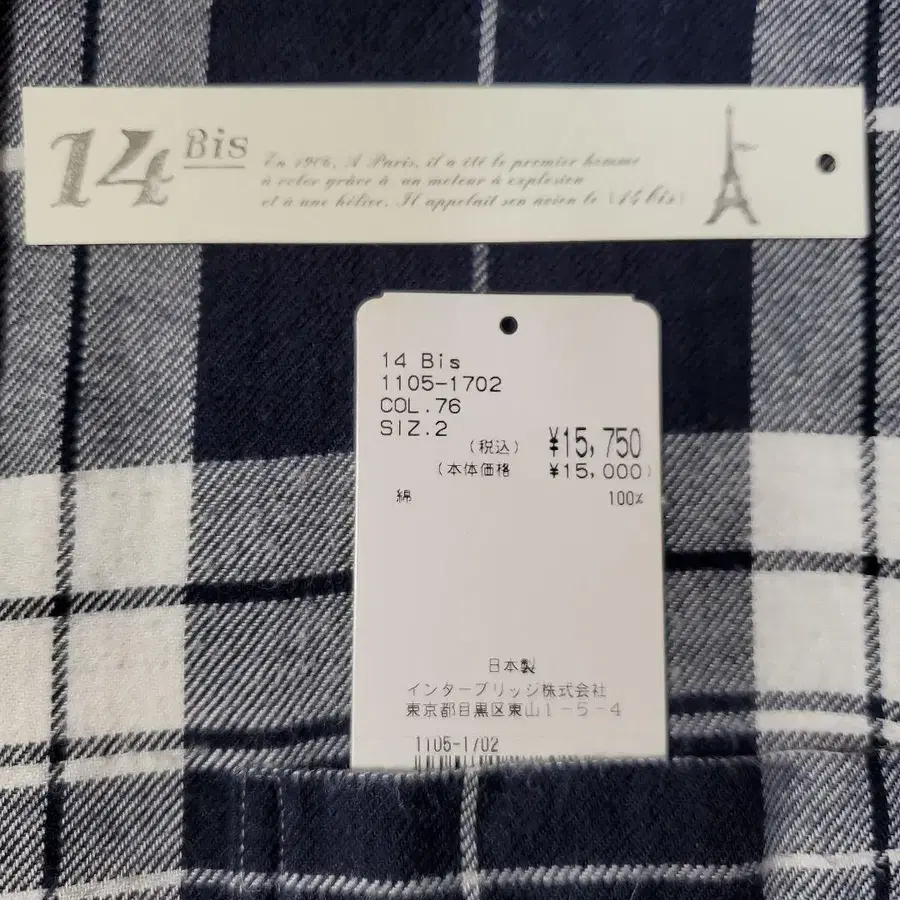 14 Bis
En 1906, A Paris, il a été le premier homme
à voler grâce à un moteur à explosion
et à une hélice. Il appelait son avion le (14 bis)
14 Bis
1105-1702
COL.76
SIZ.2
(税込) ¥15,750
(本体価格 ¥15,000)
綿 100%
日本製
インターブリッジ株式会社
東京都目黒区東山1-5-4
1105-1702